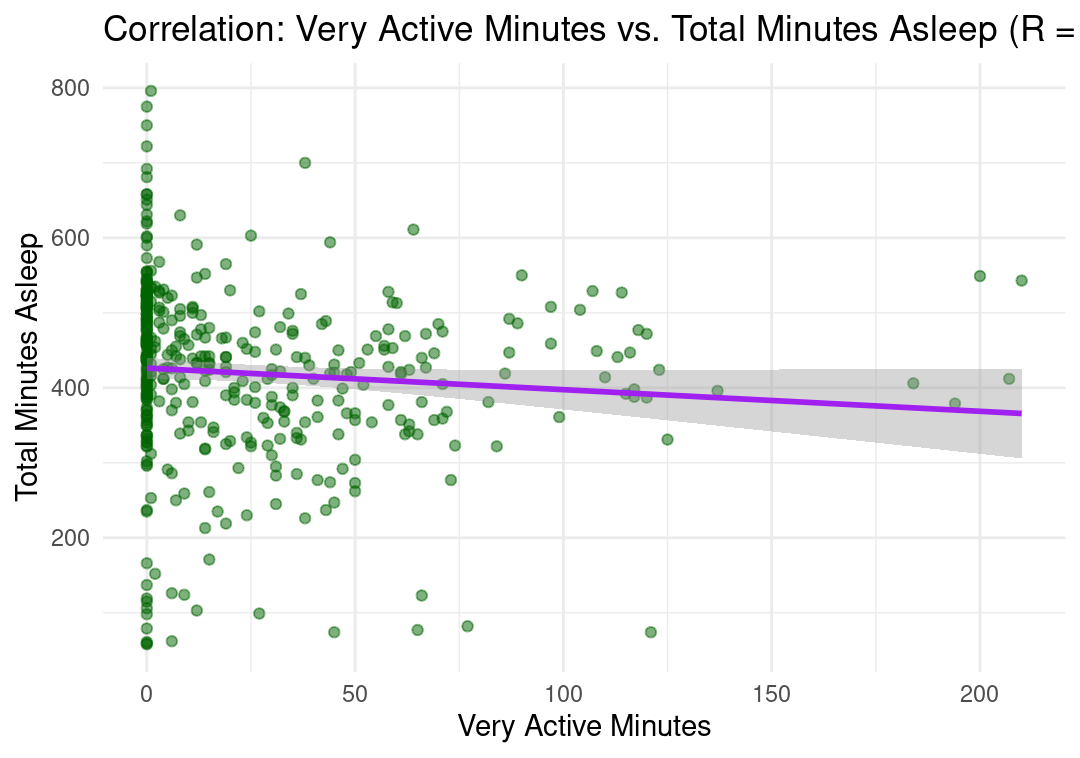 Correlation: Very Active Minutes vs. Total Minutes Asleep (R =
800
600
400
200
Total Minutes Asleep
0 50 100 150 200
Very Active Minutes